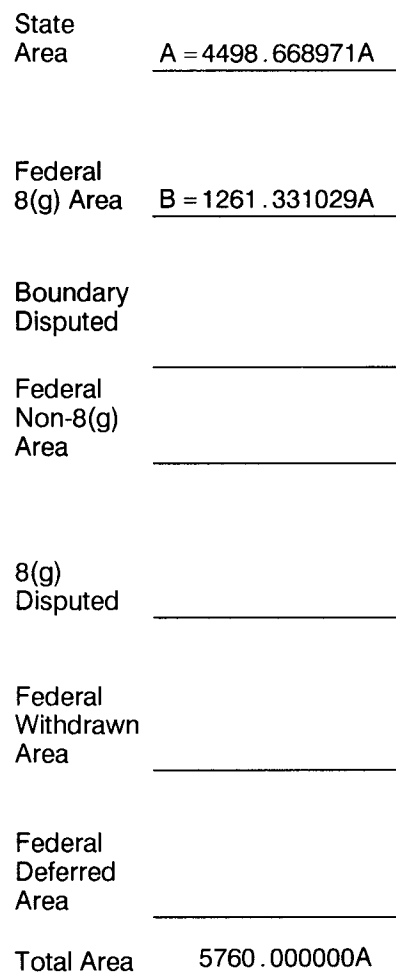 State
Area A = 4498.668971A
Federal
8(g) Area B = 1261.331029A
Boundary
Disputed
Federal
Non-8(g)
Area
8(g)
Disputed
Federal
Withdrawn
Area
Federal
Deferred
Area
Total Area 5760.000000A